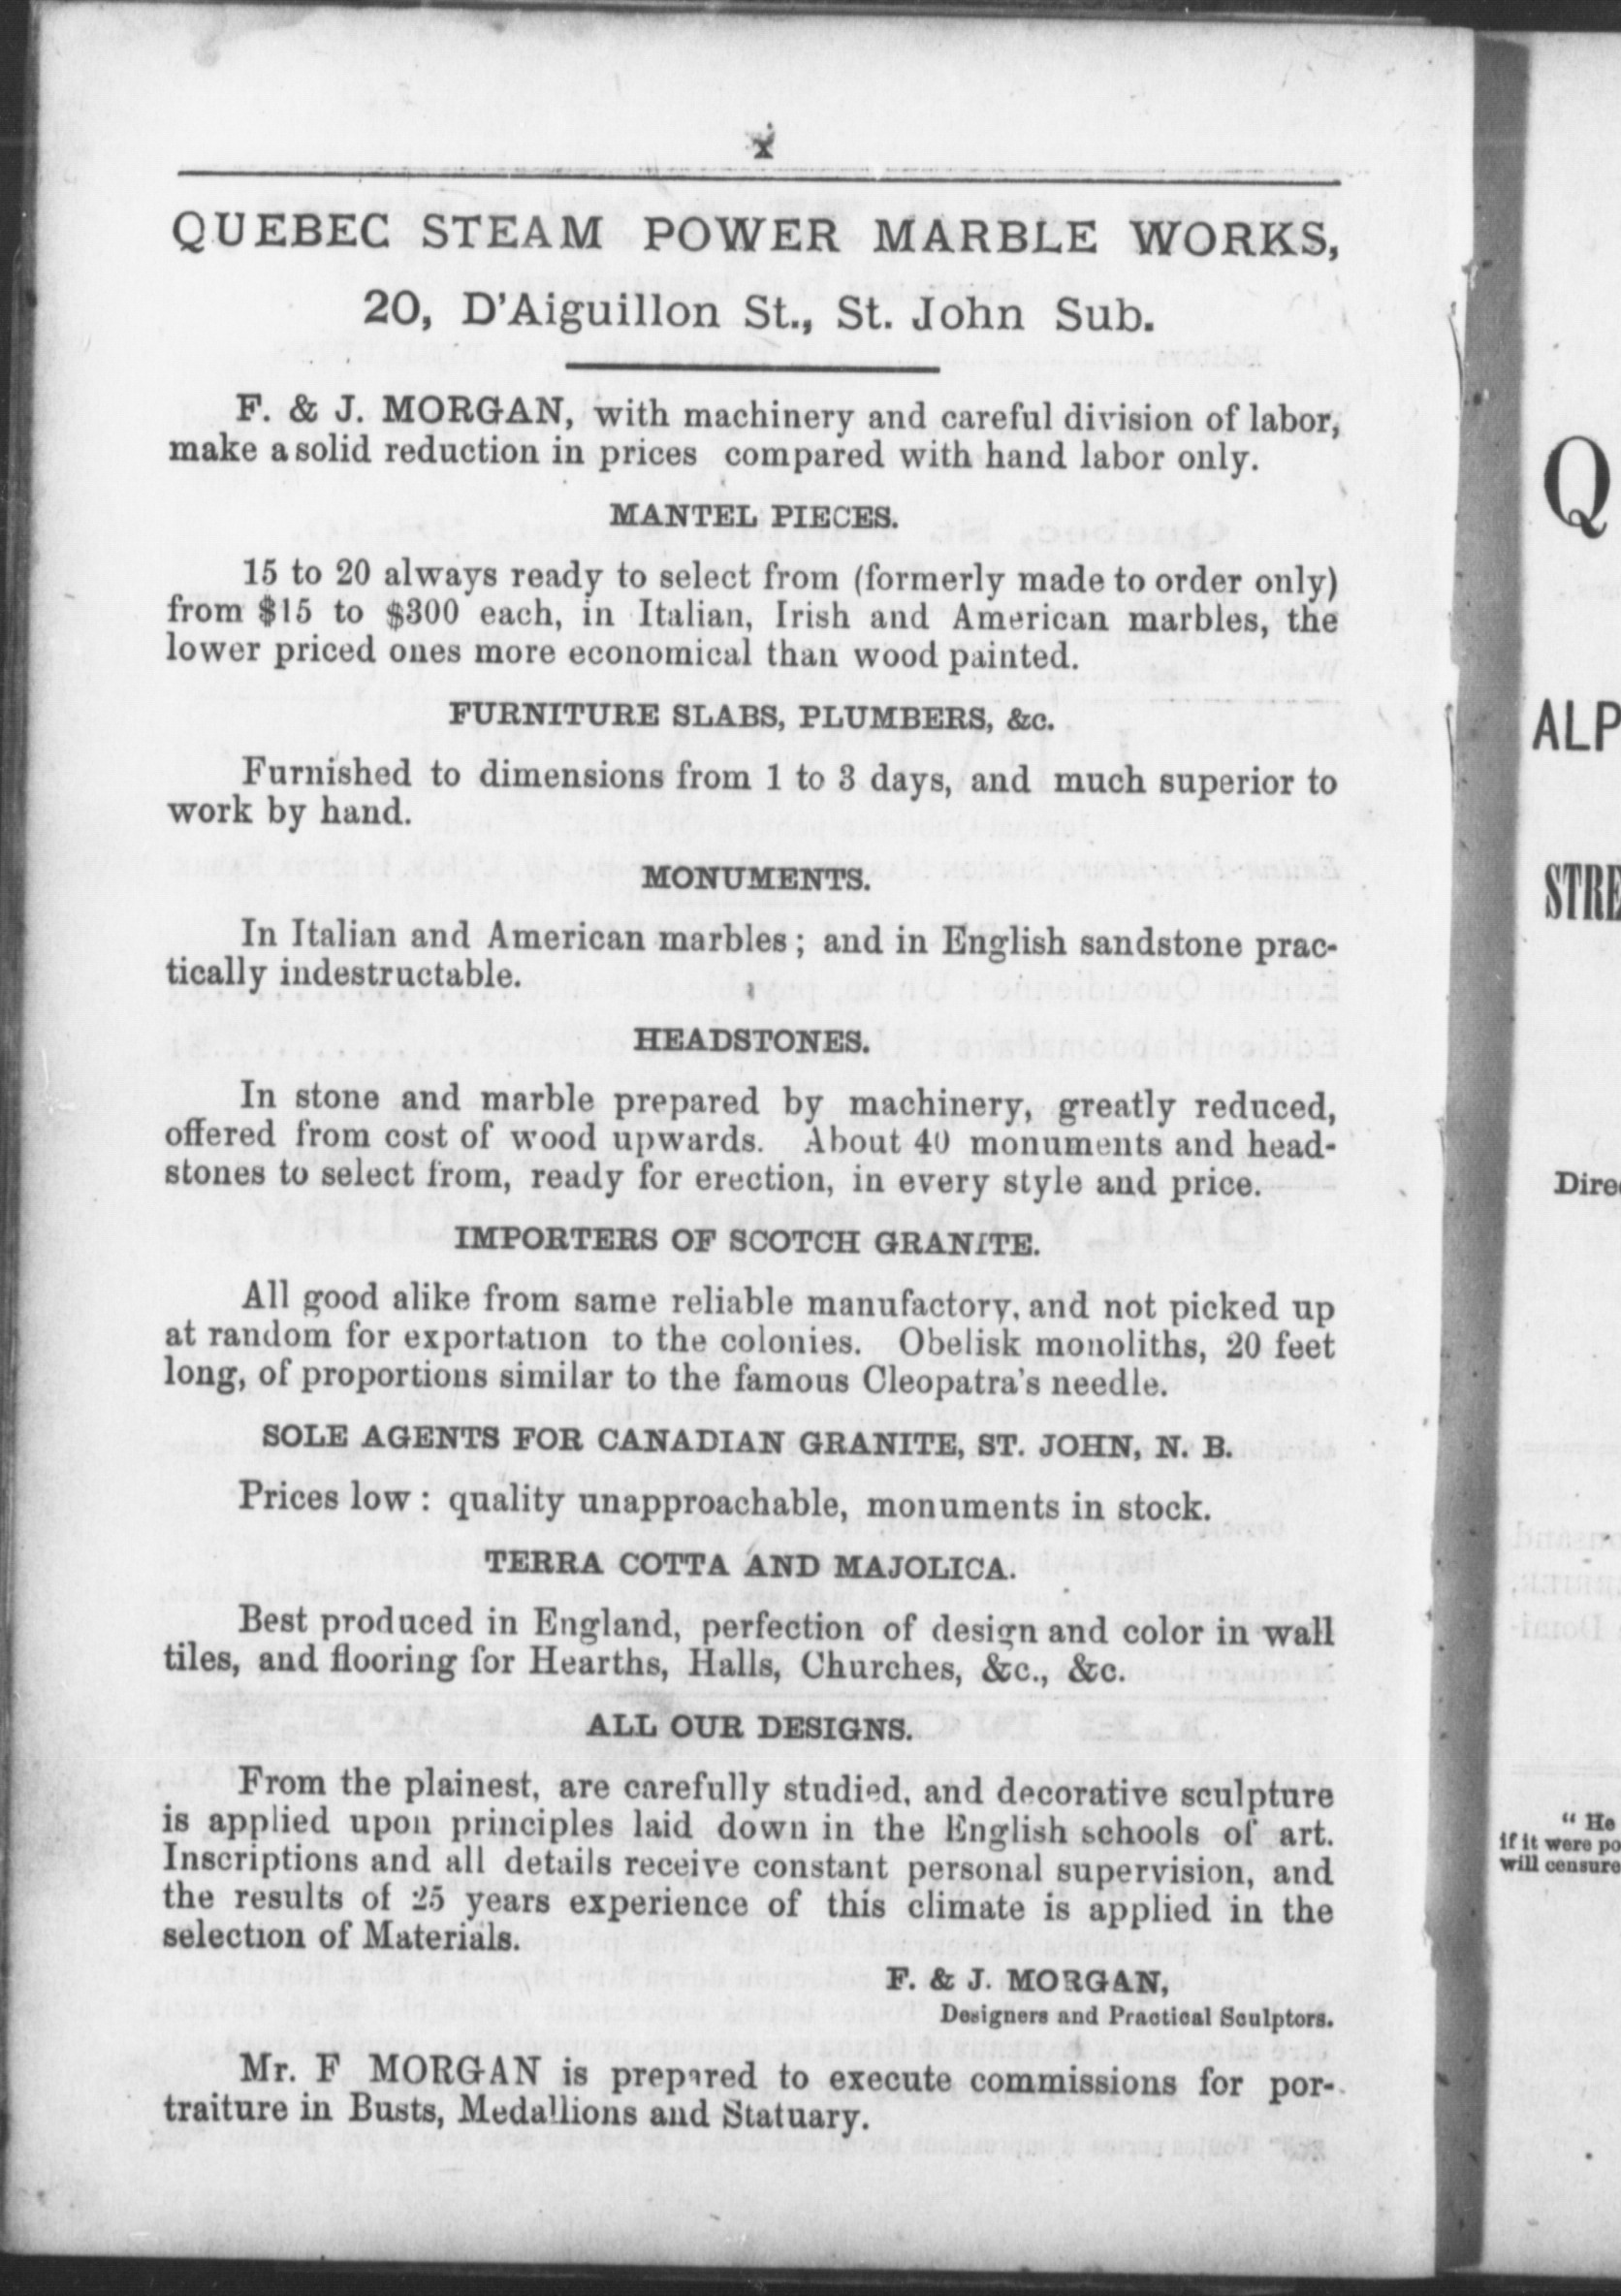 x
QUEBEC STEAM POWER MARBLE WORKS,
20, D'Aiguillon St., St. John Sub.
F. & J. MORGAN, with machinery and careful division of labor,
make a solid reduction in prices compared with hand labor only.
MANTEL PIECES.
15 to 20 always ready to select from (formerly made to order only)
from $15 to $300 each, in Italian, Irish and American marbles, the
lower priced ones more economical than wood painted.
FURNITURE SLABS, PLUMBERS, &c.
Furnished to dimensions from 1 to 3 days, and much superior to
work by hand.
MONUMENTS.
In Italian and American marbles; and in English sandstone prac-
tically indestructable.
HEADSTONES.
In stone and marble prepared by machinery, greatly reduced,
offered from cost of wood upwards. About 40 monuments and head-
stones to select from, ready for erection, in every style and price.
IMPORTERS OF SCOTCH GRANITE.
All good alike from same reliable manufactory, and not picked up
at random for exportation to the colonies. Obelisk monoliths, 20 feet
long, of proportions similar to the famous Cleopatra's needle.
SOLE AGENTS FOR CANADIAN GRANITE, ST. JOHN, N. B.
Prices low: quality unapproachable, monuments in stock.
TERRA COTTA AND MAJOLICA.
Best produced in England, perfection of design and color in wall
tiles, and flooring for Hearths, Halls, Churches, &c., &c.
ALL OUR DESIGNS.
From the plainest, are carefully studied, and decorative sculpture
is applied upon principles laid down in the English schools of art.
Inscriptions and all details receive constant personal supervision, and
the results of 25 years experience of this climate is applied in the
selection of Materials.
F. & J. MORGAN,
Designers and Practical Sculptors.
Mr. F MORGAN is prepared to execute commissions for por-
traiture in Busts, Medallions and Statuary.
Q
ALP
STRE
Dire
" He
if it were po
will censure